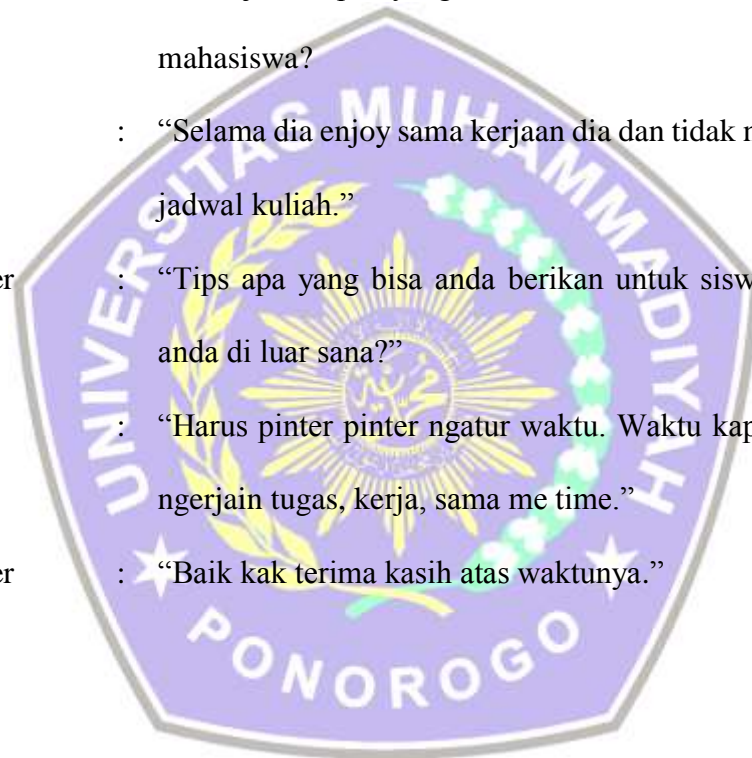 mahasiswa?
: “Selama dia enjoy sama kerjaan dia dan tidak
jadwal kuliah.”
er : “Tips apa yang bisa anda berikan untuk
anda di luar sana?”
: “Harus pinter pinter ngatur waktu. Waktu
ngerjain tugas, kerja, sama me time.”
er : “Baik kak terima kasih atas waktunya.”
UNIVERSITAS MUHAMMADIYAH
PONOROGO